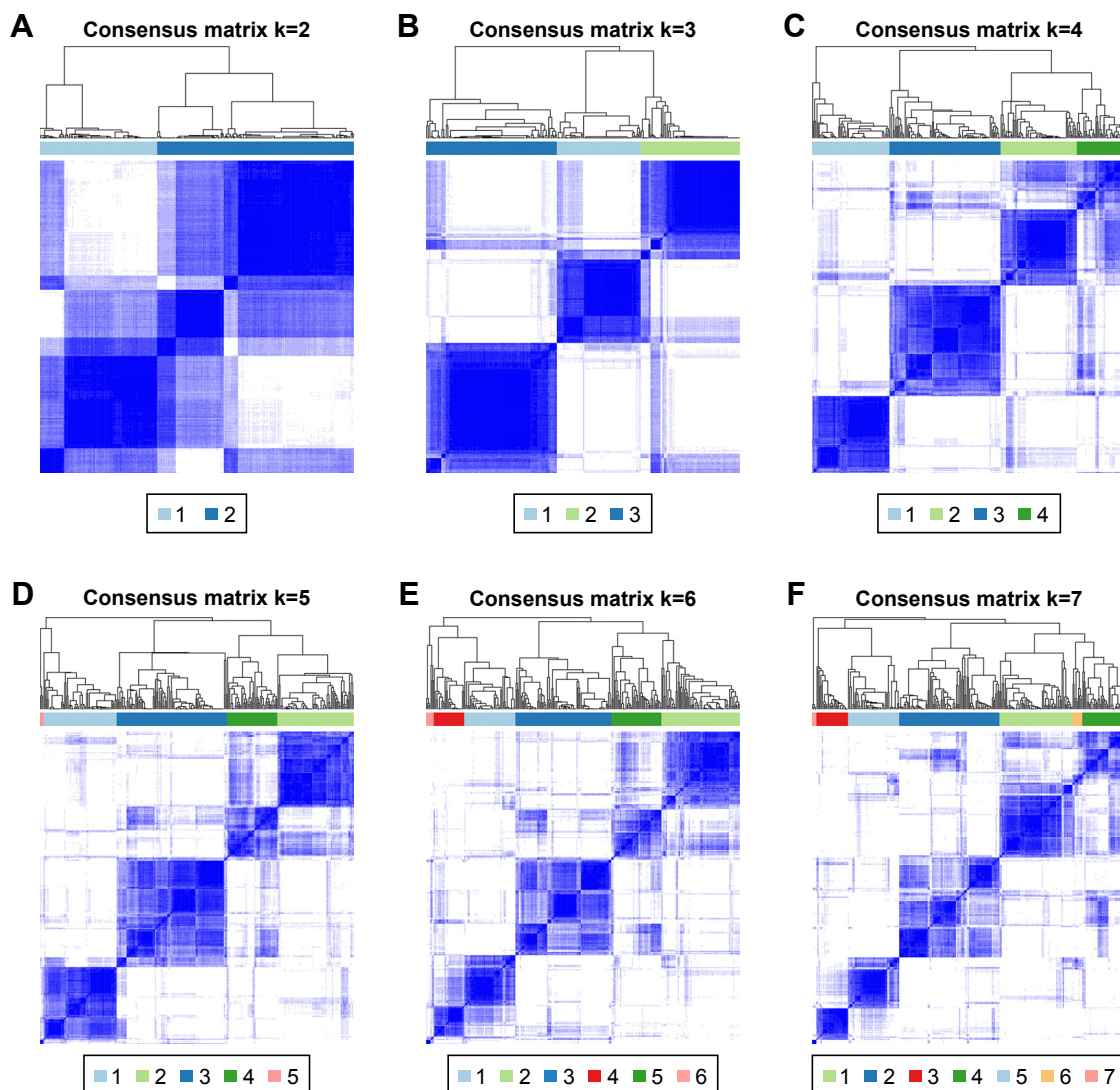 A
Consensus matrix k=2
B
Consensus matrix k=3
C
Consensus matrix k=4
1 2
1 2 3
1 2 3 4
D
Consensus matrix k=5
E
Consensus matrix k=6
F
Consensus matrix k=7
1 2 3 4 5
1 2 3 4 5 6
1 2 3 4 5 6 7